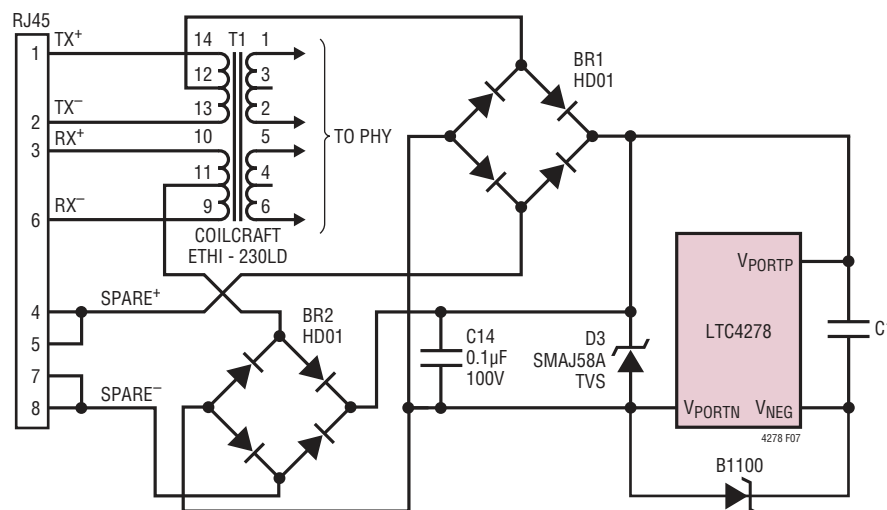 RJ45
1
TX+
2
TX−
3
RX+
6
RX−
4
SPARE+
5
7
SPARE−
8
14
T1
1
12
3
13
2
10
5
11
4
9
6
TO PHY
COILCRAFT
ETHI - 230LD
BR1
HD01
BR2
HD01
C14
0.1µF
100V
D3
SMAJ58A
TVS
VPORTP
LTC4278
VPORTN
VNEG
4278 F07
C
B1100